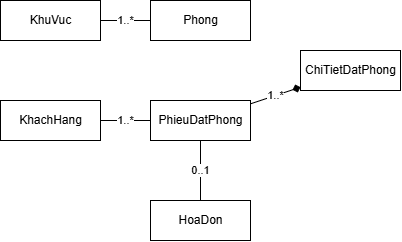 KhuVuc
1..*
Phong
ChiTietDatPhong
1..*
KhachHang
1..*
PhieuDatPhong
0..1
HoaDon